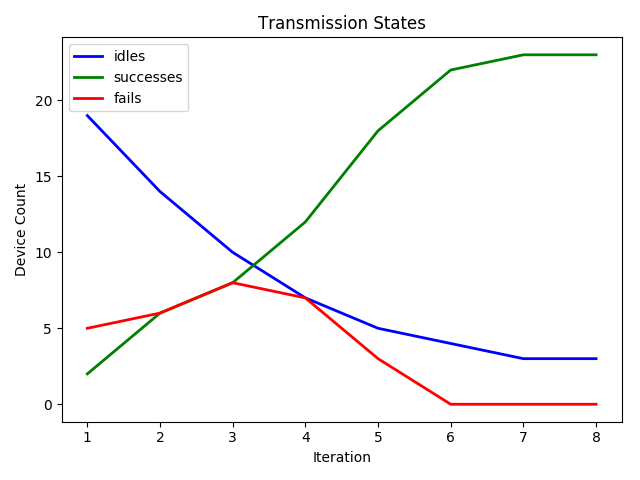 Transmission States
idles
successes
fails
Device Count
20
15
10
5
0
1 2 3 4 5 6 7 8
Iteration